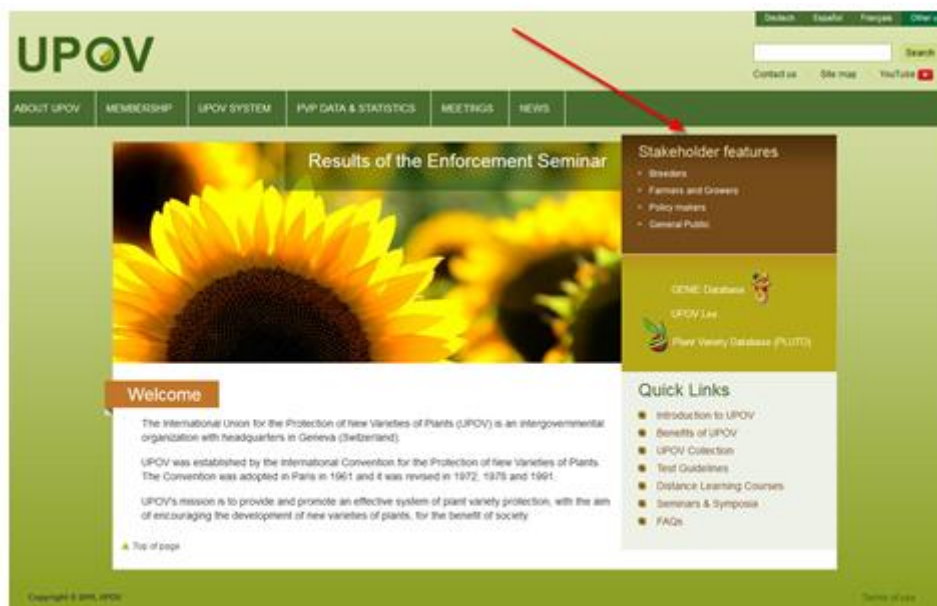 Deutsch Español Français Other
UPOV
Search
Contact us Site map YouTube
ABOUT UPOV MEMBERSHIP UPOV SYSTEM PVP DATA & STATISTICS MEETINGS NEWS
Results of the Enforcement Seminar
Stakeholder features
Breeders
Farmers and Growers
Policy makers
General Public
GENIE Database
UPOV Lex
Plant Variety Database (PLUTO)
Welcome
The International Union for the Protection of New Varieties of Plants (UPOV) is an intergovernmental
organization with headquarters in Geneva (Switzerland).
UPOV was established by the International Convention for the Protection of New Varieties of Plants.
The Convention was adopted in Paris in 1961 and it was revised in 1972, 1978 and 1991.
UPOV's mission is to provide and promote an effective system of plant variety protection, with the aim
of encouraging the development of new varieties of plants, for the benefit of society.
Top of page
Quick Links
Introduction to UPOV
Benefits of UPOV
UPOV Collection
Test Guidelines
Distance Learning Courses
Seminars & Symposia
FAQs
Copyright © UPOV
Terms of use